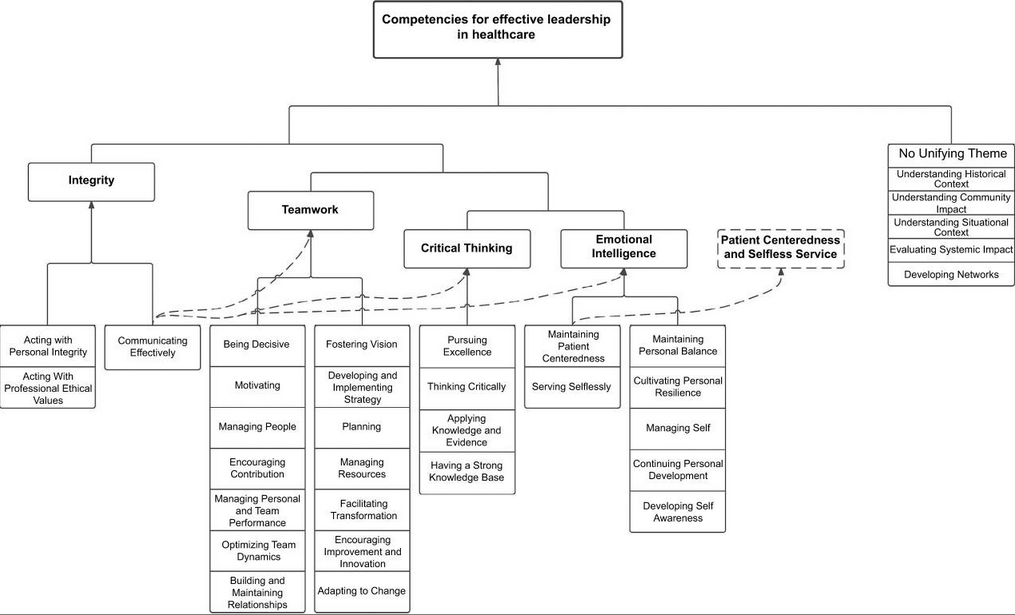 Competencies for effective leadership
in healthcare
No Unifying Theme
Understanding Historical
Context
Understanding Community
Impact
Understanding Situational
Context
Evaluating Systemic Impact
Developing Networks
Integrity
Teamwork
Critical Thinking
Emotional
Intelligence
Patient Centeredness
and Selfless Service
Acting with
Personal Integrity
Acting With
Professional Ethical
Values
Communicating
Effectively
Being Decisive
Motivating
Managing People
Encouraging
Contribution
Managing Personal
and Team
Performance
Optimizing Team
Dynamics
Building and
Maintaining
Relationships
Fostering Vision
Developing and
Implementing
Strategy
Planning
Managing
Resources
Facilitating
Transformation
Encouraging
Improvement and
Innovation
Adapting to Change
Pursuing
Excellence
Thinking Critically
Applying
Knowledge and
Evidence
Having a Strong
Knowledge Base
Maintaining
Patient
Centeredness
Serving Selflessly
Maintaining
Personal Balance
Cultivating Personal
Resilience
Managing Self
Continuing Personal
Development
Developing Self
Awareness